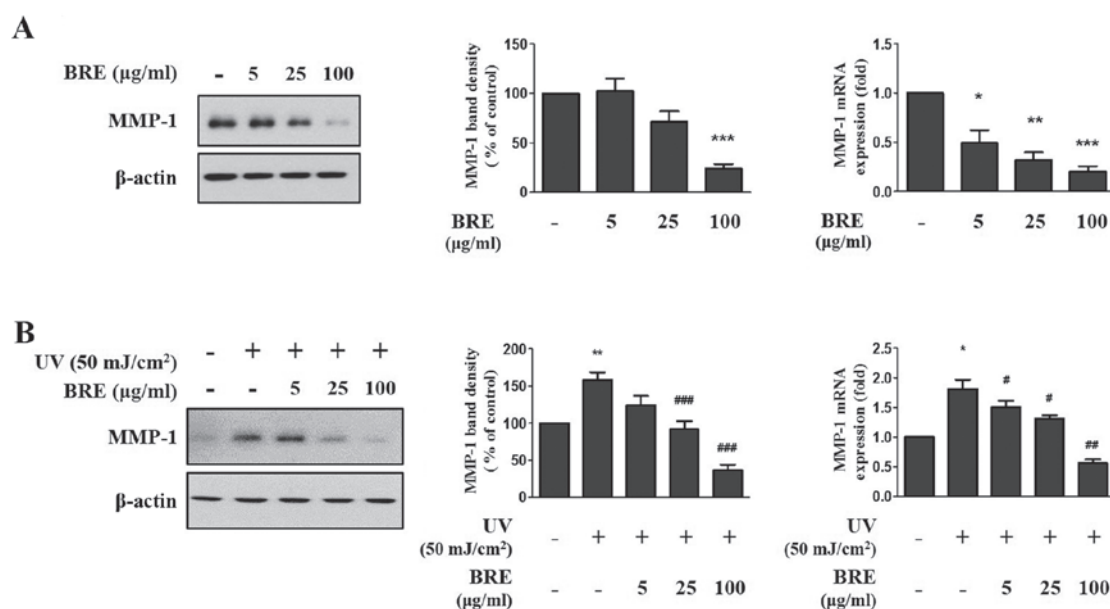 A
BRE (μg/ml) - 5 25 100
MMP-1
β-actin
MMP-1 band density
(% of control)
150
100
50
0
BRE - 5 25 100
(μg/ml)
MMP-1 mRNA
expression (fold)
1.5
1.0
0.5
0.0
* ** ***
***
BRE - 5 25 100
(μg/ml)
B
UV (50 mJ/cm²) - + + + +
BRE (μg/ml) - - 5 25 100
MMP-1
β-actin
MMP-1 band density
(% of control)
200
150
100
50
0
** ### ###
UV - + + + +
(50 mJ/cm²)
BRE 5 25 100
(μg/ml)
MMP-1 mRNA
expression (fold)
2.5
2.0
1.5
1.0
0.5
0.0
* # # ##
UV - + + + +
(50 mJ/cm²)
BRE - - 5 25 100
(μg/ml)